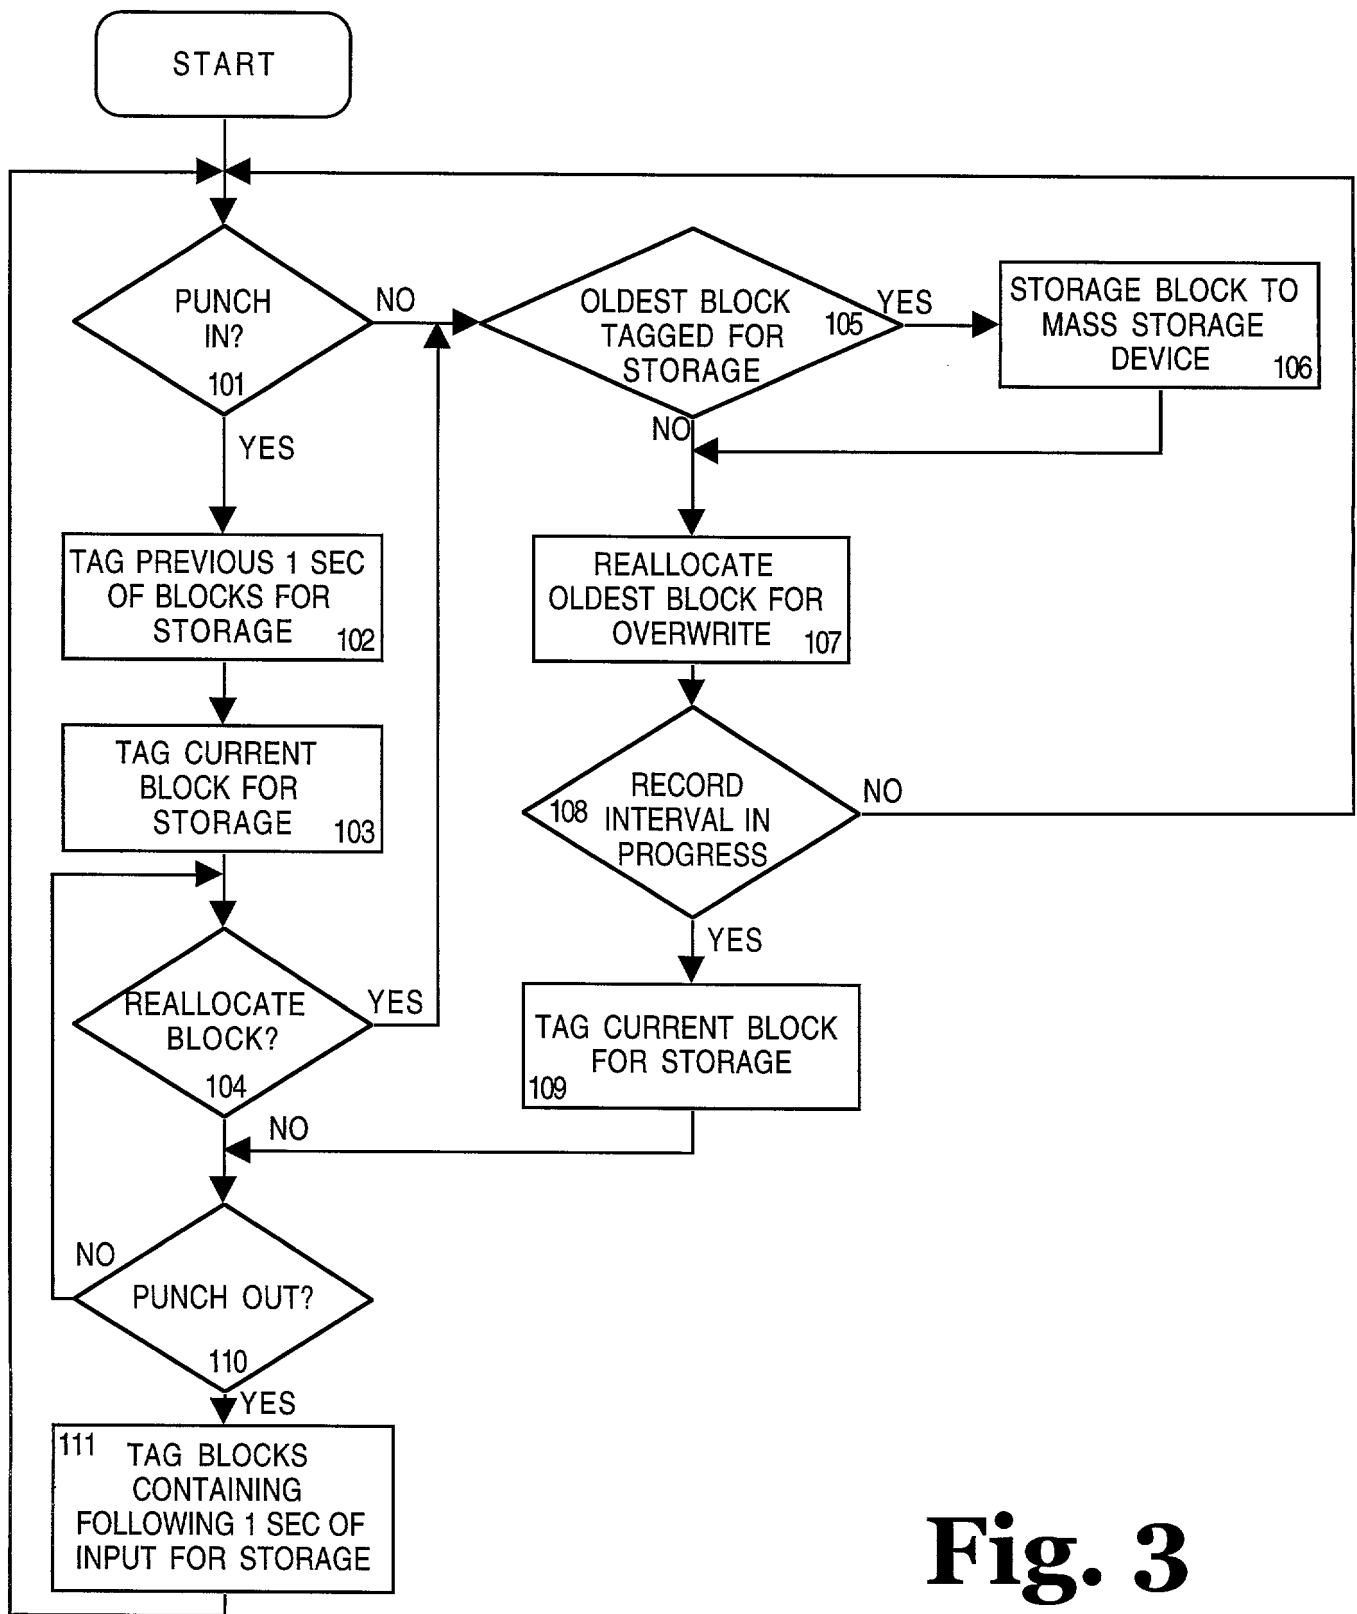 START
PUNCH
IN?
101
NO
YES
OLDEST BLOCK
TAGGED FOR
STORAGE
105
YES
NO
STORAGE BLOCK TO
MASS STORAGE
DEVICE
106
TAG PREVIOUS 1 SEC
OF BLOCKS FOR
STORAGE
102
REALLOCATE
OLDEST BLOCK FOR
OVERWRITE
107
TAG CURRENT
BLOCK FOR
STORAGE
103
RECORD
INTERVAL IN
PROGRESS
108
NO
YES
REALLOCATE
BLOCK?
104
YES
NO
TAG CURRENT BLOCK
FOR STORAGE
109
PUNCH OUT?
110
NO
YES
111
TAG BLOCKS
CONTAINING
FOLLOWING 1 SEC OF
INPUT FOR STORAGE
Fig. 3